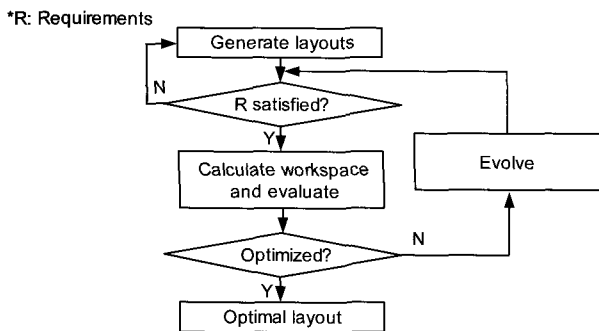 *R: Requirements
Generate layouts
N
R satisfied?
Y
Calculate workspace
and evaluate
Evolve
N
Optimized?
Y
Optimal layout